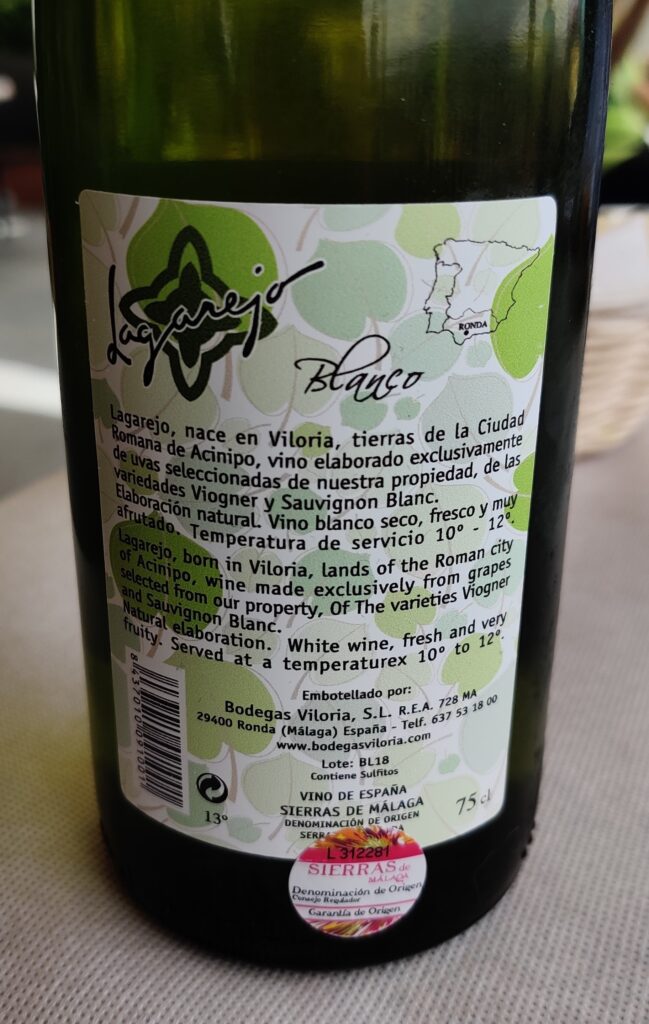 Lagarejo
RONDA
Blanco
Lagarejo, nace en Viloria, tierras de la Ciudad
Romana de Acinipo, vino elaborado exclusivamente
de uvas seleccionadas de nuestra propiedad, de las
variedades Viogner y Sauvignon Blanc.
Elaboración natural. Vino blanco seco, fresco y muy
afrutado. Temperatura de servicio 10º - 12º.
Lagarejo, born in Viloria, lands of the Roman city
of Acinipo, wine made exclusively from grapes
selected from our property, Of The varieties Viogner
and Sauvignon Blanc.
Natural elaboration. White wine, fresh and very
fruity. Served at a temperaturex 10º to 12º.
Embotellado por:
Bodegas Viloria, S.L. R.E.A. 728 MA
29400 Ronda (Málaga) España - Telf. 637 53 18 00
www.bodegasviloria.com
Lote: BL18
Contiene Sulfitos
13º
VINO DE ESPAÑA
SIERRAS DE MÁLAGA
DENOMINACIÓN DE ORIGEN
75 cl
L 312281
SIERRAS de
MÁLAGA
Denominación de Origen
Consejo Regulador
Garantía de Origen